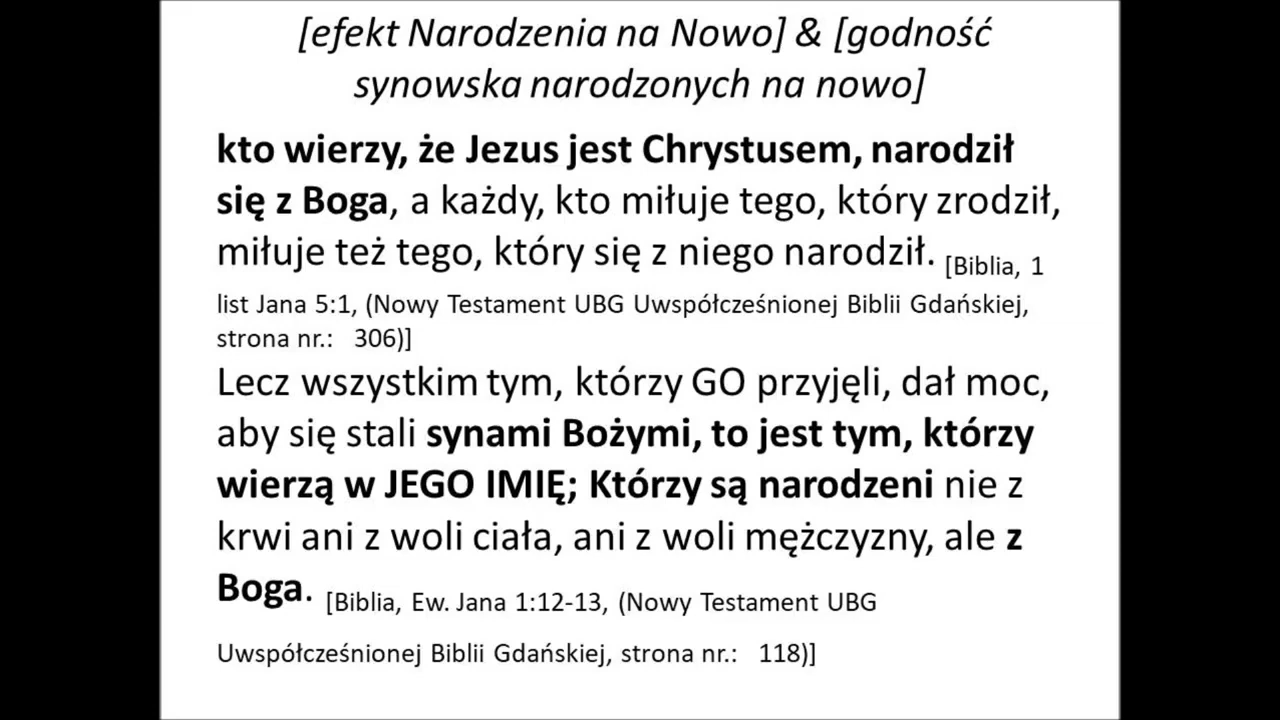 [efekt Narodzenia na Nowo] & [godność
synowska narodzonych na nowo]
kto wierzy, że Jezus jest Chrystusem, narodził
się z Boga, a każdy, kto miłuje tego, który zrodził,
miłuje też tego, który się z niego narodził. [Biblia, 1
list Jana 5:1, (Nowy Testament UBG Uwspółcześnionej Biblii Gdańskiej,
strona nr.: 306)]
Lecz wszystkim tym, którzy GO przyjęli, dał moc,
aby się stali synami Bożymi, to jest tym, którzy
wierzą w JEGO IMIĘ; Którzy są narodzeni nie z
krwi ani z woli ciała, ani z woli mężczyzny, ale z
Boga. [Biblia, Ew. Jana 1:12-13, (Nowy Testament UBG
Uwspółcześnionej Biblii Gdańskiej, strona nr.: 118)]